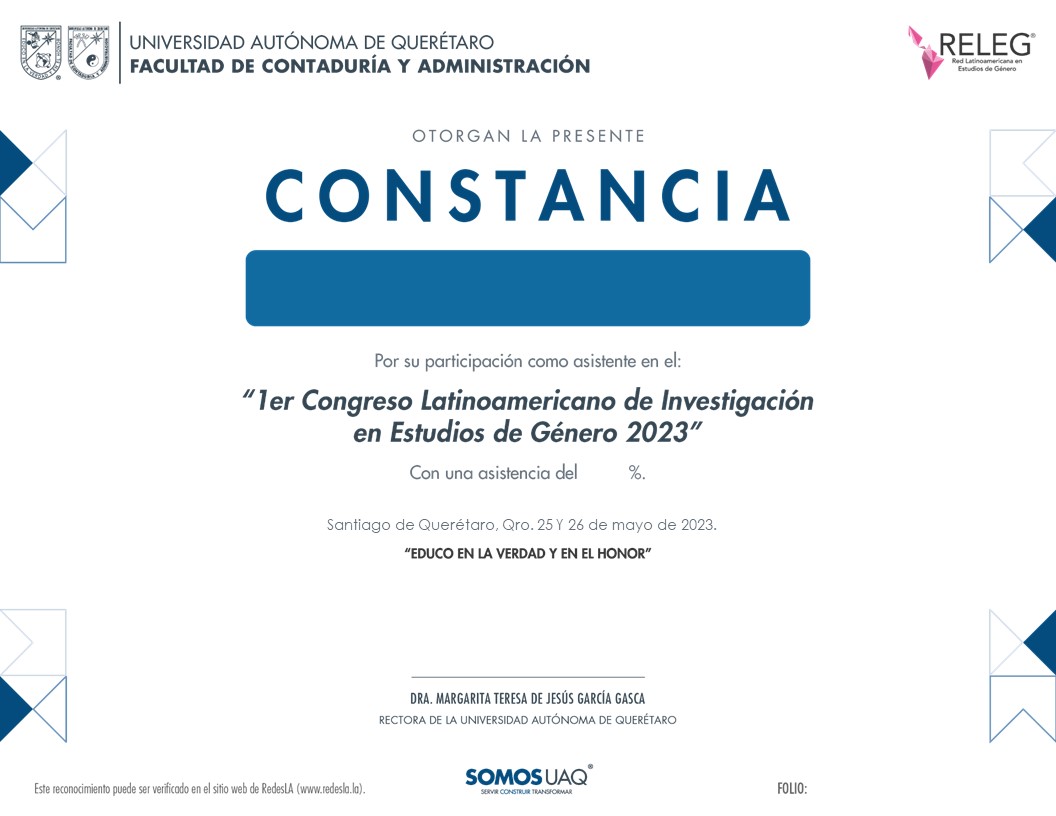 UNIVERSIDAD AUTÓNOMA DE QUERÉTARO
FACULTAD DE CONTADURÍA Y ADMINISTRACIÓN
RELEG®
Red Latinoamericana en
Estudios de Género
OTORGAN LA PRESENTE
CONSTANCIA
Por su participación como asistente en el:
“1er Congreso Latinoamericano de Investigación
en Estudios de Género 2023”
Con una asistencia del %.
Santiago de Querétaro, Qro. 25 Y 26 de mayo de 2023.
“EDUCO EN LA VERDAD Y EN EL HONOR”
DRA. MARGARITA TERESA DE JESÚS GARCÍA GASCA
RECTORA DE LA UNIVERSIDAD AUTÓNOMA DE QUERÉTARO
Este reconocimiento puede ser verificado en el sitio web de RedesLA (www.redesla.la).
SOMOS UAQ®
SERVIR CONSTRUIR TRANSFORMAR
FOLIO: